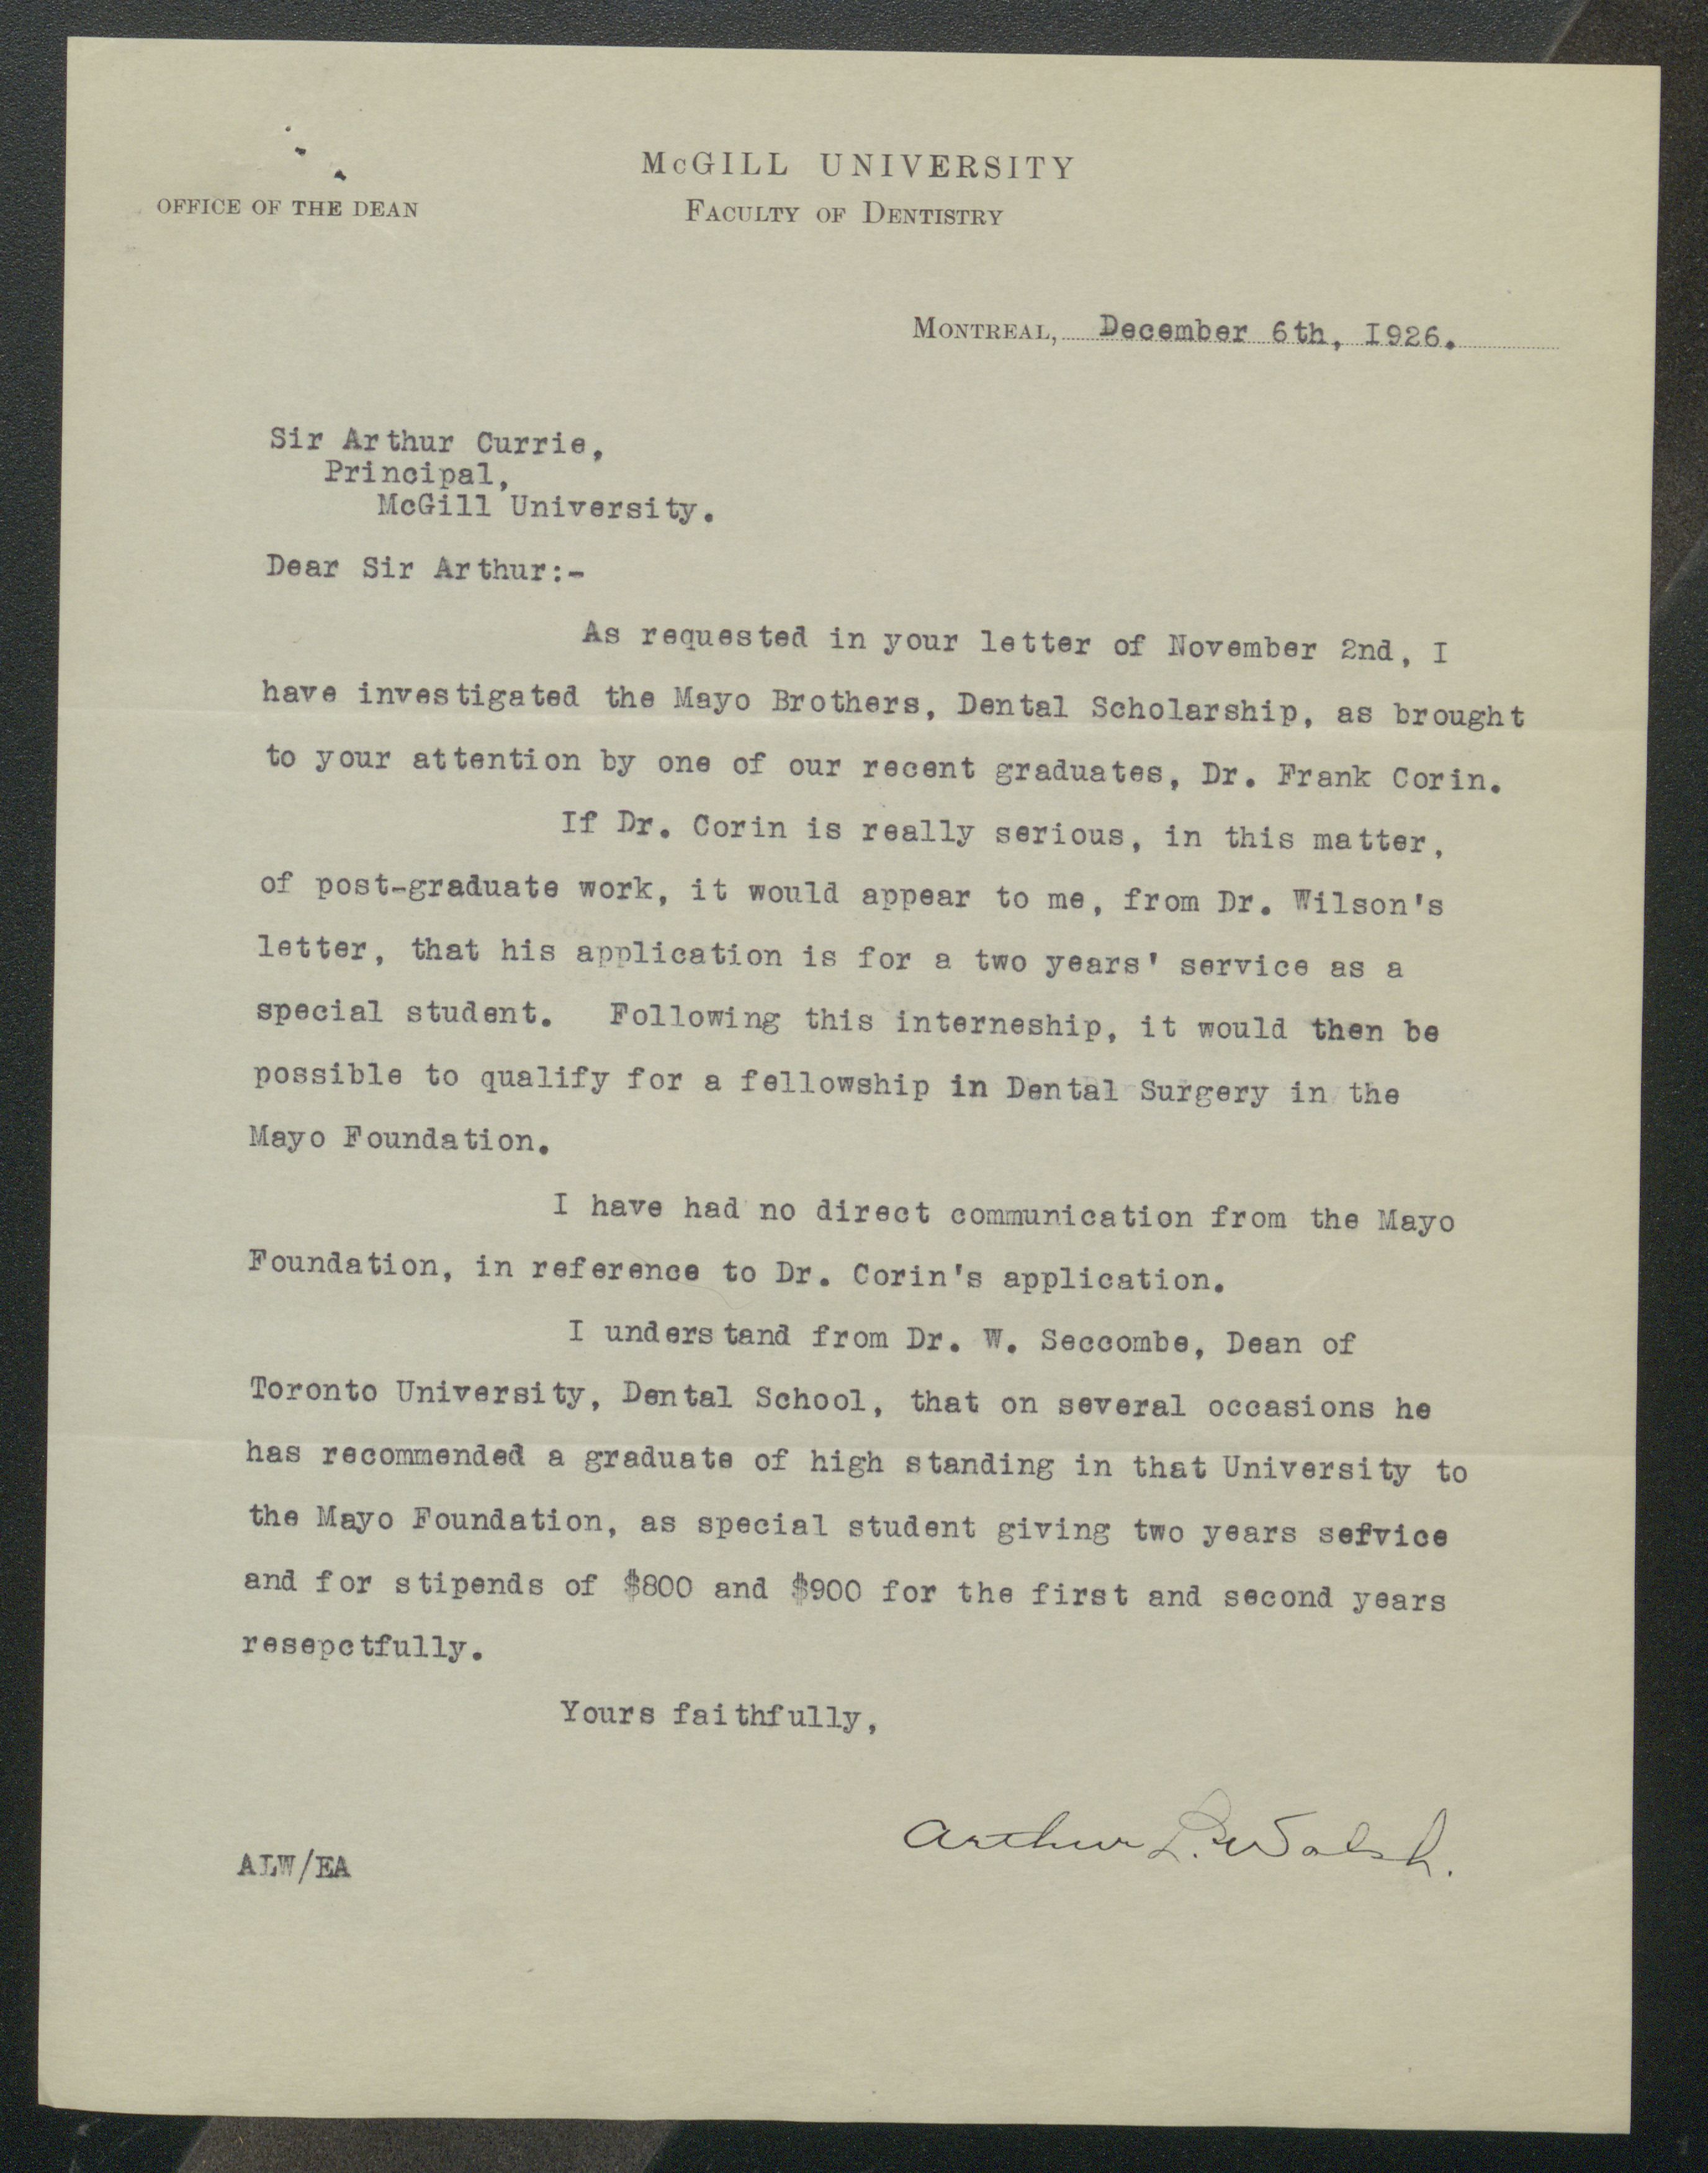 McGILL UNIVERSITY
OFFICE OF THE DEAN
FACULTY OF DENTISTRY
MONTREAL, December 6th, I926.
Sir Arthur Currie,
Principal,
McGill University.
Dear Sir Arthur:-
As requested in your letter of November 2nd, I
have investigated the Mayo Brothers, Dental Scholarship, as brought
to your attention by one of our recent graduates, Dr. Frank Corin.
If Dr. Corin is really serious, in this matter,
of post-graduate work, it would appear to me, from Dr. Wilson's
letter, that his application is for a two years' service as a
special student. Following this interneship, it would then be
possible to qualify for a fellowship in Dental Surgery in the
Mayo Foundation.
I have had no direct communication from the Mayo
Foundation, in reference to Dr. Corin's application.
I understand from Dr. W. Seccombe, Dean of
Toronto University, Dental School, that on several occasions he
has recommended a graduate of high standing in that University to
the Mayo Foundation, as special student giving two years service
and for stipends of $800 and $900 for the first and second years
resepctfully.
Yours faithfully,
Arthur L. Walsh.
ALW/EA